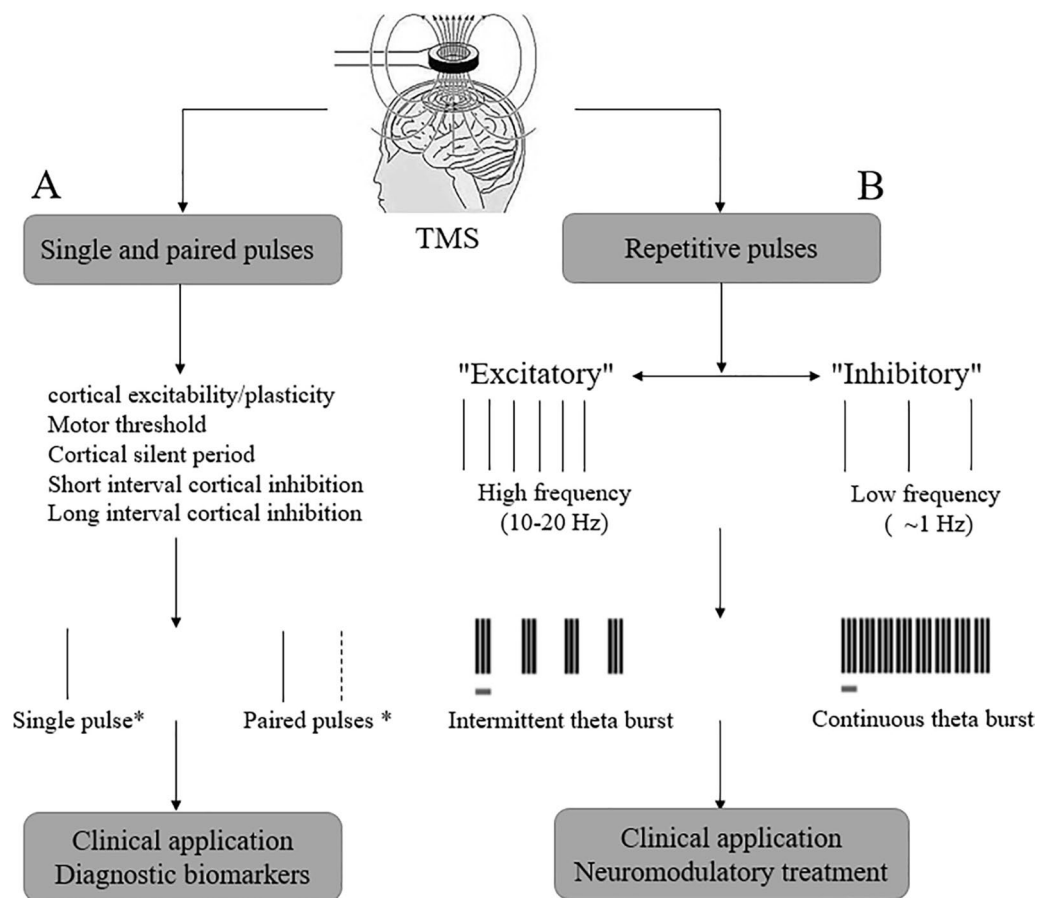 TMS
A
Single and paired pulses
cortical excitability/plasticity
Motor threshold
Cortical silent period
Short interval cortical inhibition
Long interval cortical inhibition
Single pulse*
Paired pulses *
Clinical application
Diagnostic biomarkers
B
Repetitive pulses
"Excitatory"
"Inhibitory"
High frequency
(10-20 Hz)
Low frequency
( ~1 Hz)
Intermittent theta burst
Continuous theta burst
Clinical application
Neuromodulatory treatment